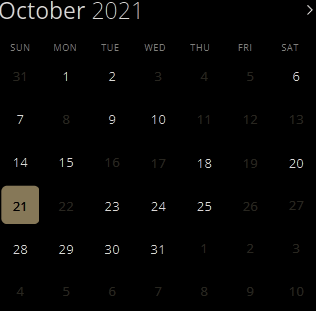 October 2021
SUN MON TUE WED THU FRI SAT
31 1 2 3 4 5 6
7 8 9 10 11 12 13
14 15 16 17 18 19 20
21 22 23 24 25 26 27
28 29 30 31 1 2 3
4 5 6 7 8 9 10